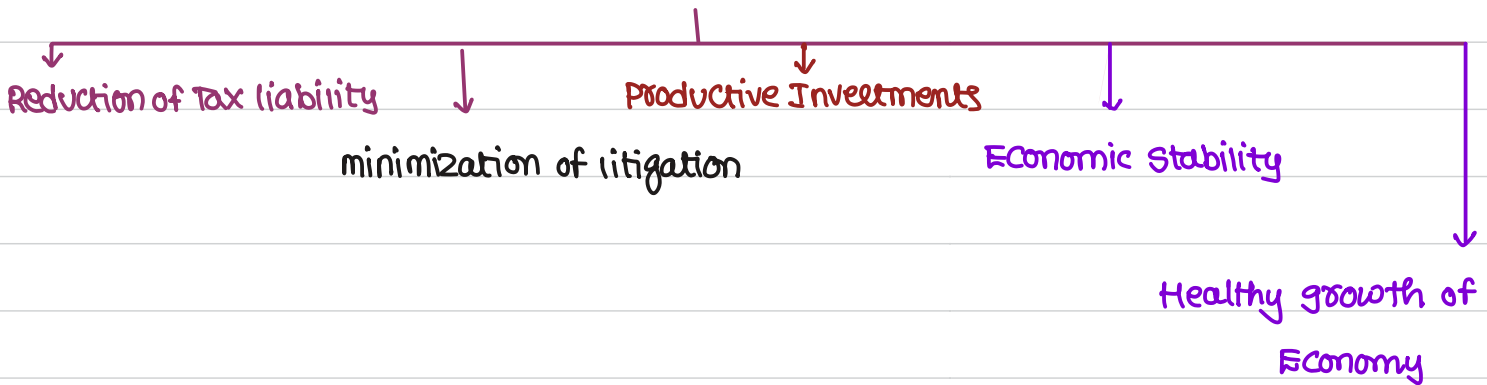 Reduction of Tax liability
minimization of litigation
Productive Investments
Economic Stability
Healthy growth of
Economy